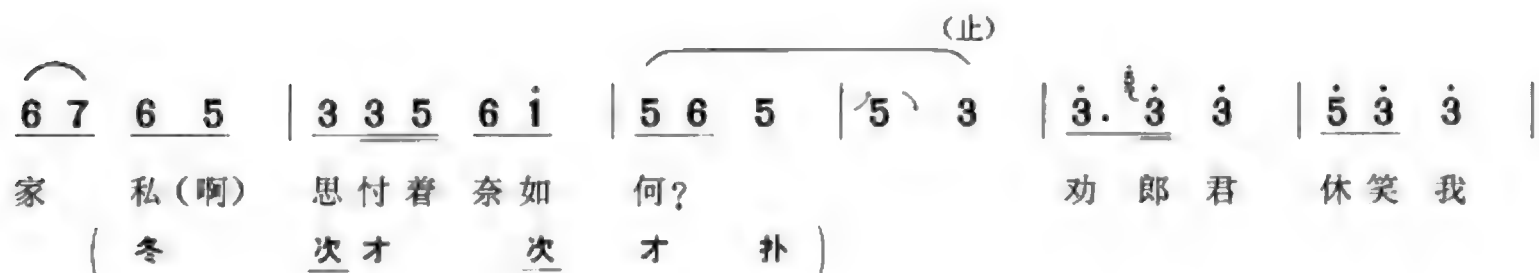 (止)
6 7 6 5 | 3 3 5 6 i | 5 6 5 | 5 3 | 3. 3 3 | 5 3 3 |
家 私(啊) 思忖着 奈如 何? 劝 郎 君 休 笑 我
(冬 次才 次 才 扑)